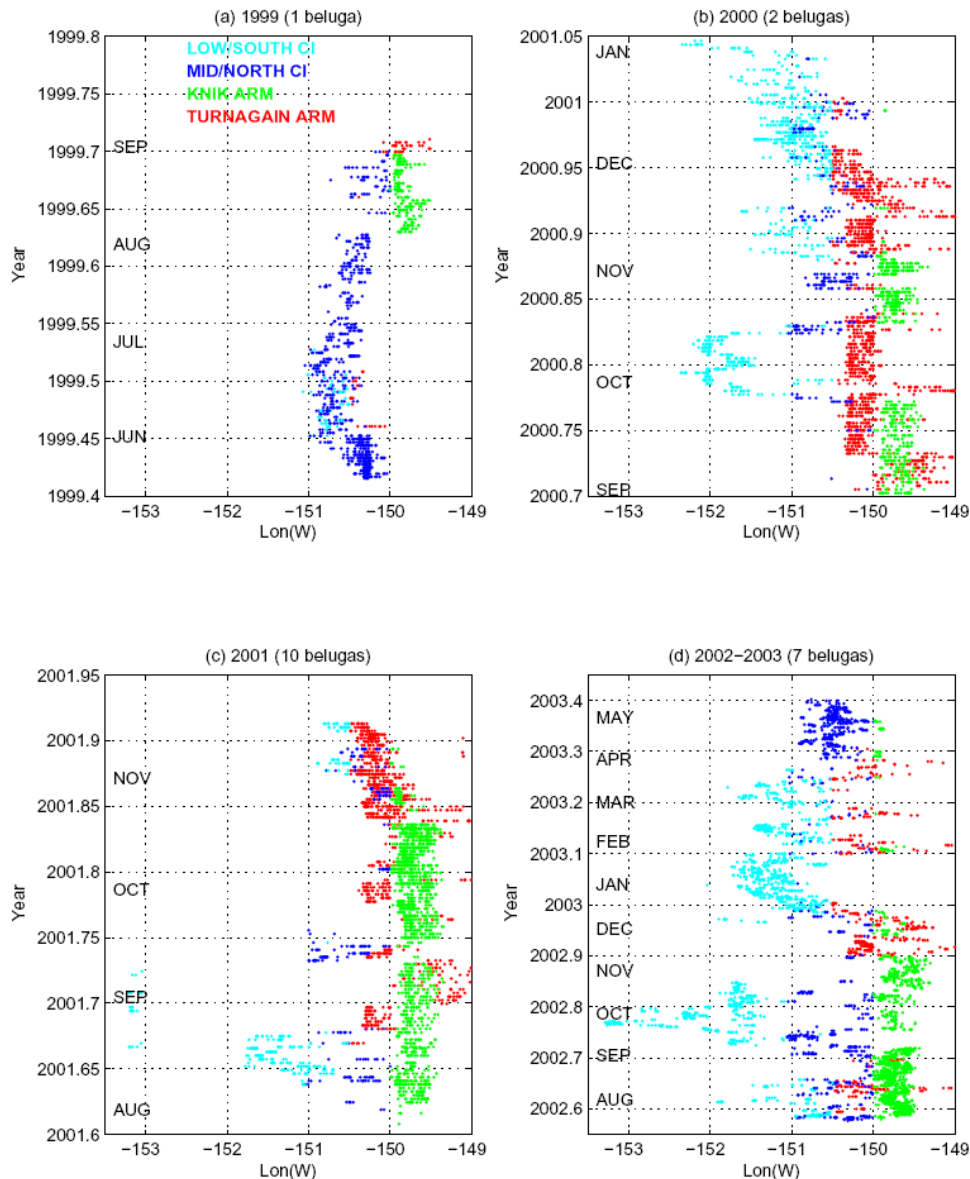 (a) 1999 (1 beluga)
1999.8
1999.75
1999.7
1999.65
1999.6
1999.55
1999.5
1999.45
1999.4
Year
LOW/SOUTH CI
MID/NORTH CI
KNIK ARM
TURNAGAIN ARM
SEP
AUG
JUL
JUN
−153 −152 −151 −150 −149
Lon(W)
(b) 2000 (2 belugas)
2001.05
2001
2000.95
2000.9
2000.85
2000.8
2000.75
2000.7
Year
JAN
DEC
NOV
OCT
SEP
−153 −152 −151 −150 −149
Lon(W)
(c) 2001 (10 belugas)
2001.95
2001.9
2001.85
2001.8
2001.75
2001.7
2001.65
2001.6
Year
NOV
OCT
SEP
AUG
−153 −152 −151 −150 −149
Lon(W)
(d) 2002−2003 (7 belugas)
2003.4
2003.3
2003.2
2003.1
2003
2002.9
2002.8
2002.7
2002.6
Year
MAY
APR
MAR
FEB
JAN
DEC
NOV
OCT
SEP
AUG
−153 −152 −151 −150 −149
Lon(W)